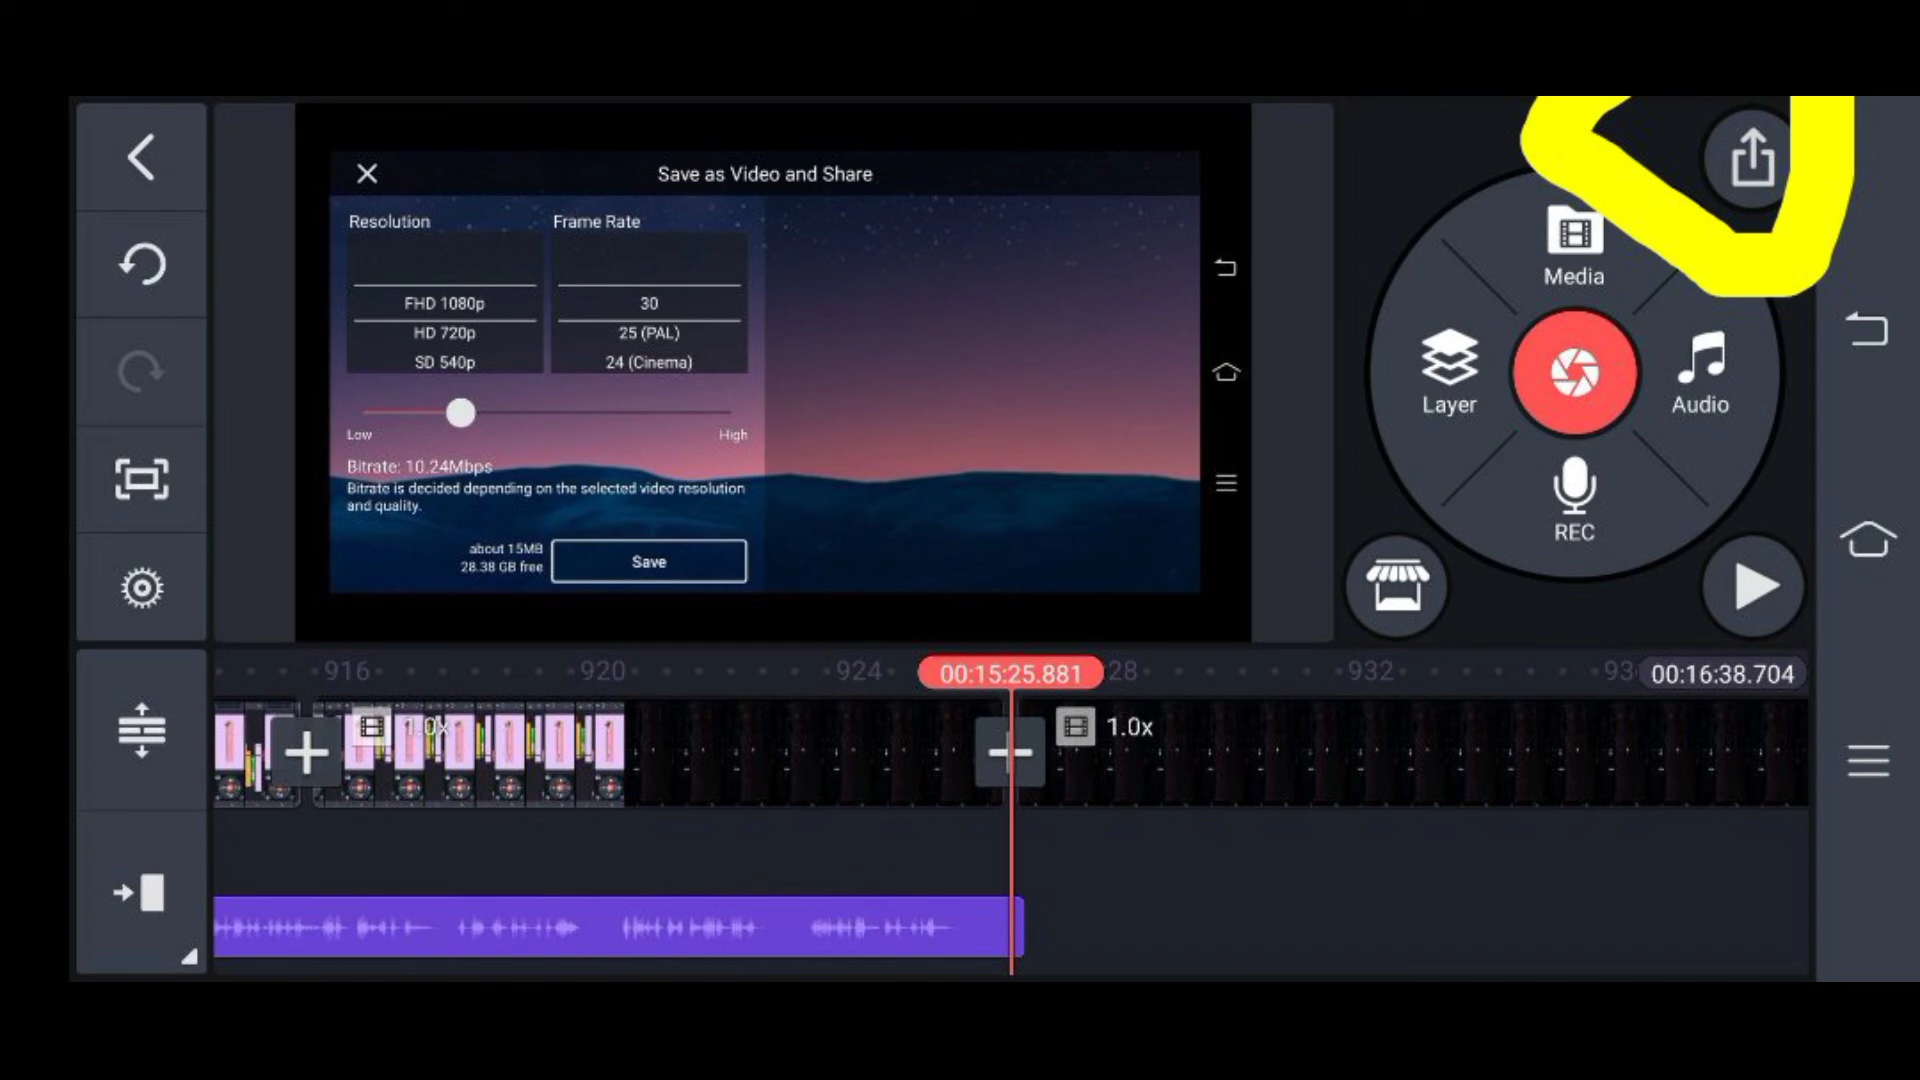 Save as Video and Share
Resolution
Frame Rate
FHD 1080p
HD 720p
SD 540p
30
25 (PAL)
24 (Cinema)
Low
High
Bitrate: 10.24Mbps
Bitrate is decided depending on the selected video resolution
and quality.
about 15MB
28.38 GB free
Save
Media
Layer
Audio
REC
916
920
924
00:15:25.881
28
932
93
00:16:38.704
1.0x
1.0x